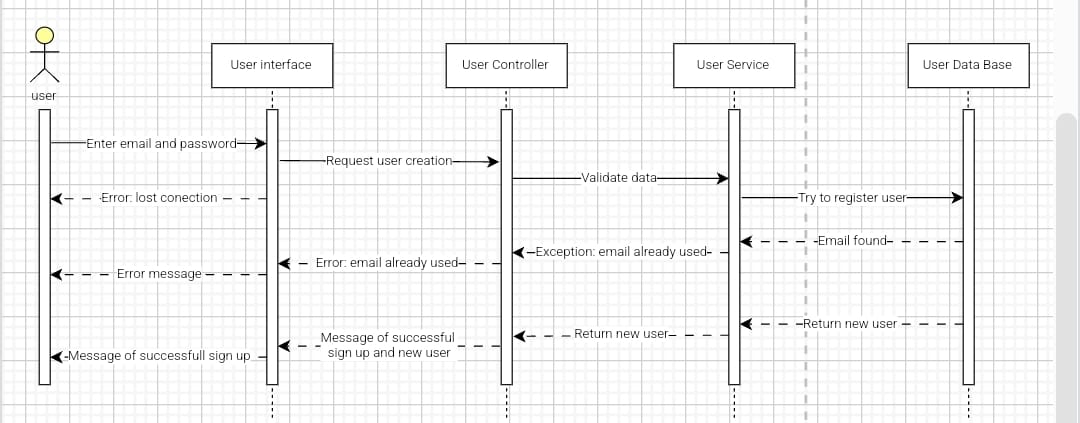 User interface
User Controller
User Service
User Data Base
user
Enter email and password
Request user creation
Validate data
Try to register user
Error: lost conection
Email found
Exception: email already used
Error: email already used
Error message
Return new user
Return new user
Message of successful
sign up and new user
Message of successfull sign up